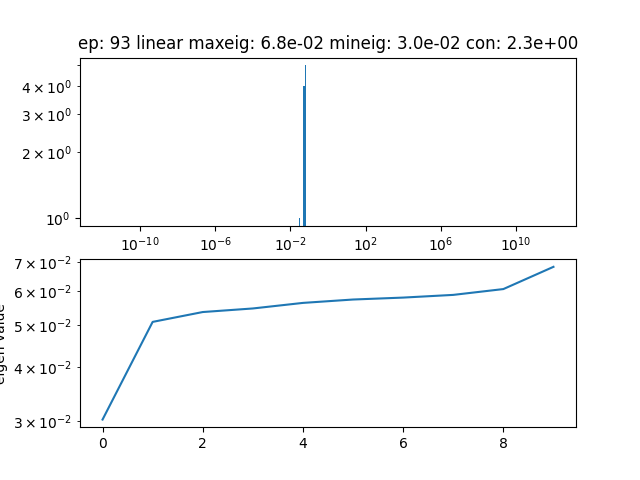 ep: 93 linear maxeig: 6.8e-02 mineig: 3.0e-02 con: 2.3e+00
4 × 10⁰
3 × 10⁰
2 × 10⁰
10⁰
10⁻¹⁰ 10⁻⁶ 10⁻² 10² 10⁶ 10¹⁰
7 × 10⁻²
6 × 10⁻²
5 × 10⁻²
4 × 10⁻²
3 × 10⁻²
eigen value
0 2 4 6 8